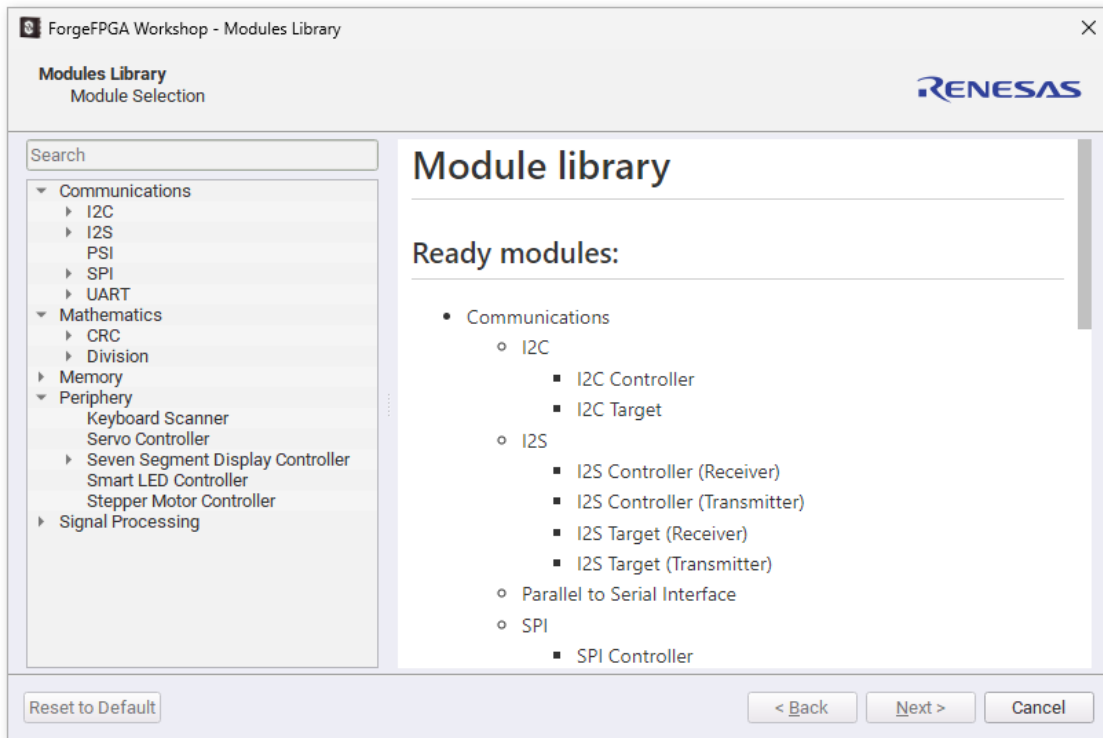 ForgeFPGA Workshop - Modules Library
Modules Library
Module Selection
RENESAS
Search
Communications
I2C
I2S
PSI
SPI
UART
Mathematics
CRC
Division
Memory
Periphery
Keyboard Scanner
Servo Controller
Seven Segment Display Controller
Smart LED Controller
Stepper Motor Controller
Signal Processing
Module library
Ready modules:
Communications
I2C
I2C Controller
I2C Target
I2S
I2S Controller (Receiver)
I2S Controller (Transmitter)
I2S Target (Receiver)
I2S Target (Transmitter)
Parallel to Serial Interface
SPI
SPI Controller
Reset to Default
< Back
Next >
Cancel